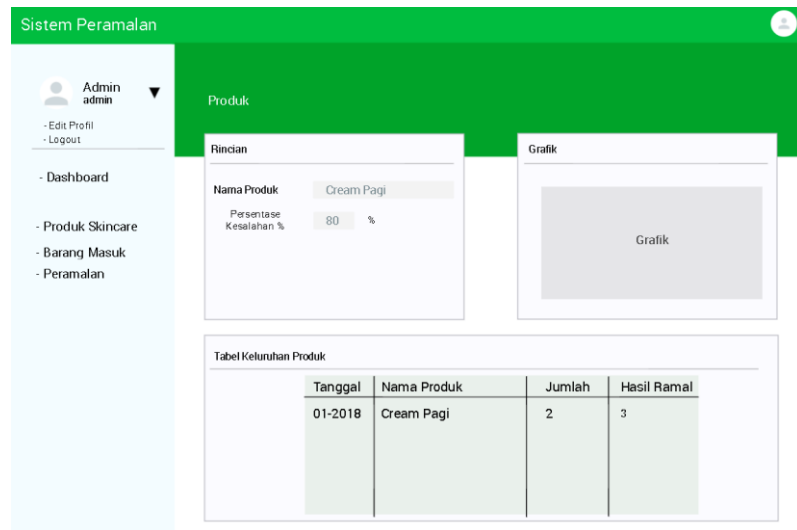 Sistem Peramalan
Admin
admin
- Edit Profil
- Logout
- Dashboard
- Produk Skincare
- Barang Masuk
- Peramalan
Produk
Rincian
Nama Produk Cream Pagi
Persentase
Kesalahan % 80 %
Grafik
Grafik
Tabel Keluruhan Produk
Tanggal Nama Produk Jumlah Hasil Ramal
01-2018 Cream Pagi 2 3